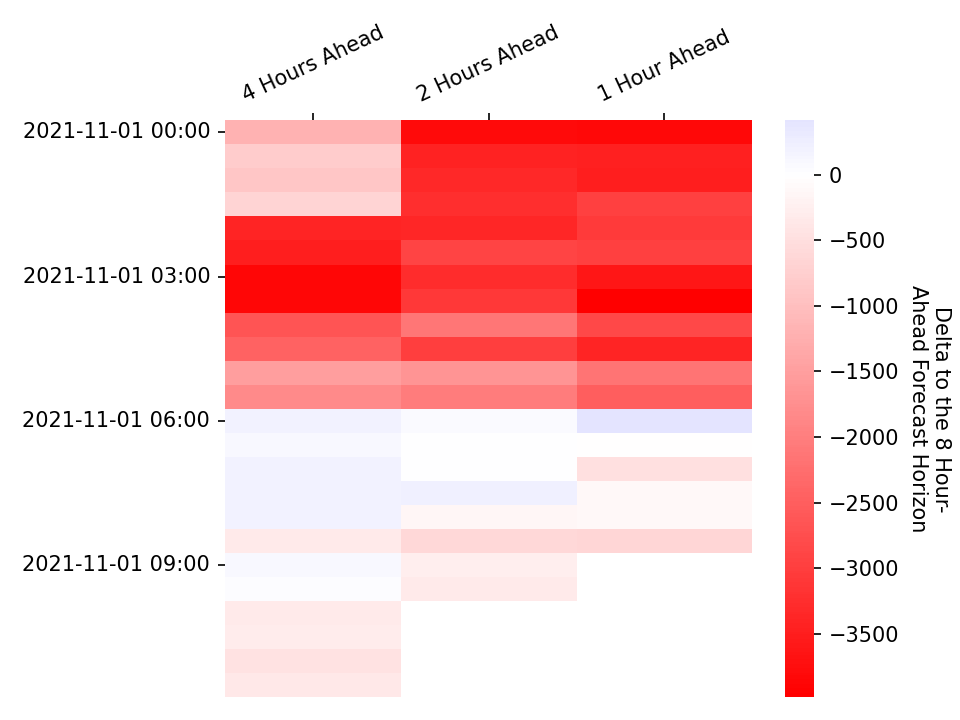 4 Hours Ahead
2 Hours Ahead
1 Hour Ahead
2021-11-01 00:00
2021-11-01 03:00
2021-11-01 06:00
2021-11-01 09:00
0
−500
−1000
−1500
−2000
−2500
−3000
−3500
Delta to the 8 Hour-
Ahead Forecast Horizon